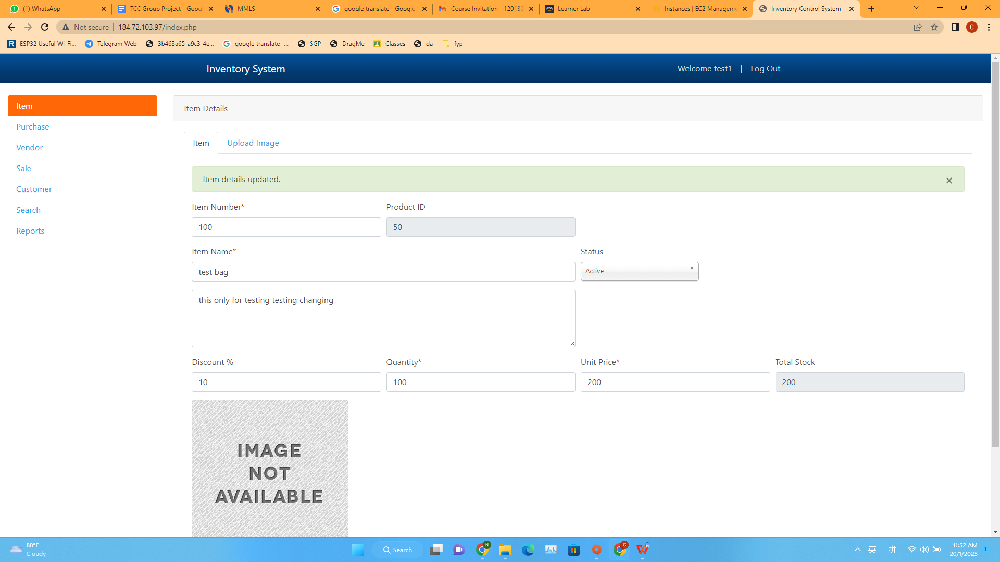 (1) WhatsApp
TCC Group Project - Googl
MMLS
google translate - Google
Course Invitation - 120130
aws
Learner Lab
Instances | EC2 Manageme
Inventory Control System
Not secure
184.72.103.97/index.php
C
R
ESP32 Useful Wi-Fi...
Telegram Web
3b463a65-a9c3-4e...
google translate -...
SGP
DragMe
Classes
da
fyp
Inventory System
Welcome test1 | Log Out
Item
Purchase
Vendor
Sale
Customer
Search
Reports
Item Details
Item
Upload Image
Item details updated.
×
Item Number*
Product ID
100
50
Item Name*
Status
test bag
Active
this only for testing testing changing
Discount %
Quantity*
Unit Price*
Total Stock
10
100
200
200
IMAGE
NOT
AVAILABLE
88°F
Cloudy
Search
N
C
英
拼
11:52 AM
20/1/2023
1